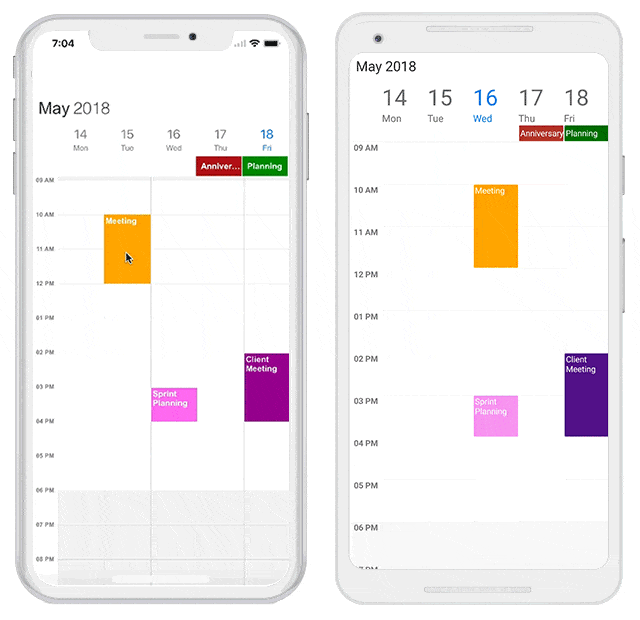 7:04
May 2018
14 15 16 17 18
Mon Tue Wed Thu Fri
Anniver... Planning
09 AM
10 AM
Meeting
11 AM
12 PM
01 PM
02 PM
Client
Meeting
03 PM
Sprint
Planning
04 PM
05 PM
06 PM
07 PM
08 PM
May 2018
14 15 16 17 18
Mon Tue Wed Thu Fri
Anniversary Planning
09 AM
10 AM
Meeting
11 AM
12 PM
01 PM
02 PM
Client
Meeting
03 PM
Sprint
Planning
04 PM
05 PM
06 PM